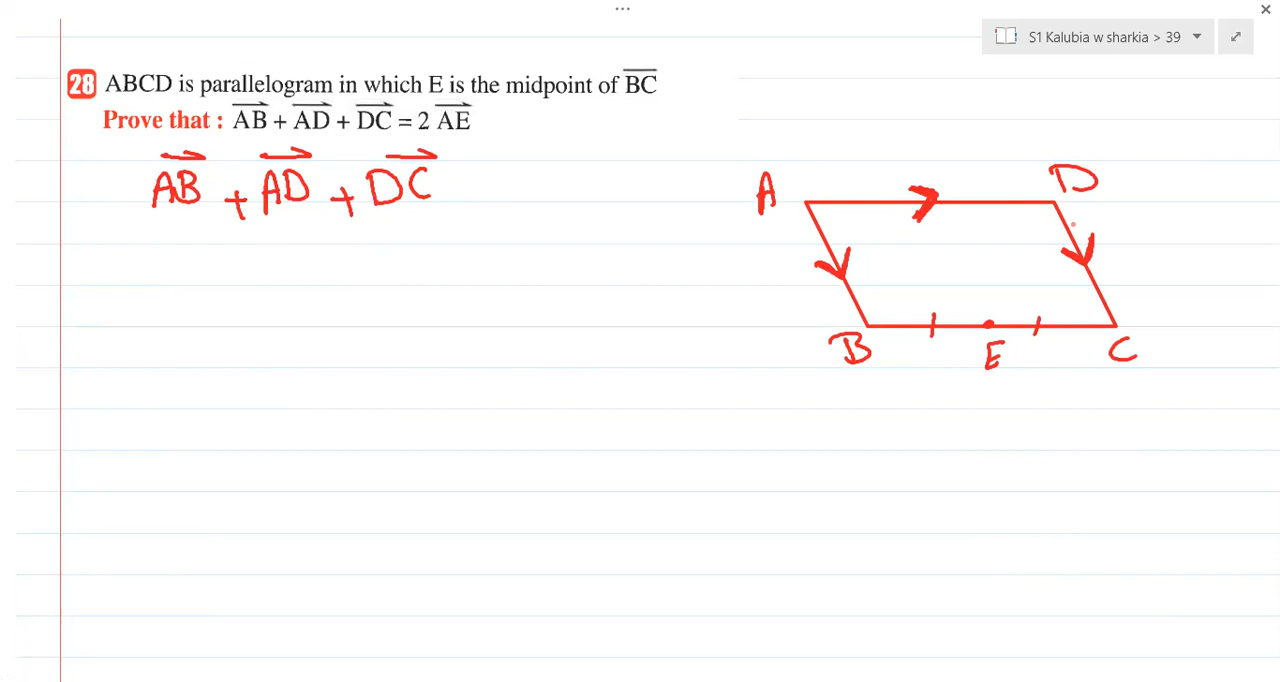 ...
S1 Kalubia w sharkia > 39
28 ABCD is parallelogram in which E is the midpoint of BC
Prove that : AB + AD + DC = 2 AE
AB + AD + DC
A
D
B
E
C